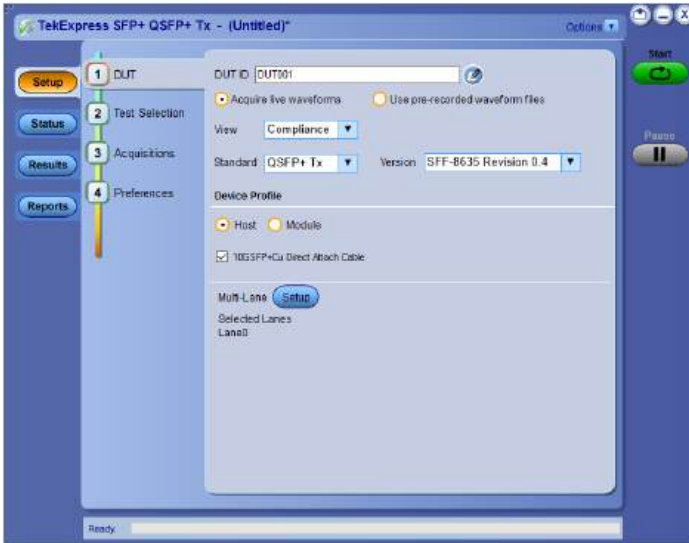 TekExpress SFP+ QSFP+ Tx - (Untitled)*
Options
Start
Pause
Setup
Status
Results
Reports
1 DUT
2 Test Selection
3 Acquisitions
4 Preferences
DUT ID DUT001
Acquire live waveforms Use pre-recorded waveform files
View Compliance
Standard QSFP+ Tx Version SFF-8635 Revision 0.4
Device Profile
Host Module
10GSFP+Cu Direct Attach Cable
Multi-Lane Setup
Selected Lanes
Lane0
Ready.